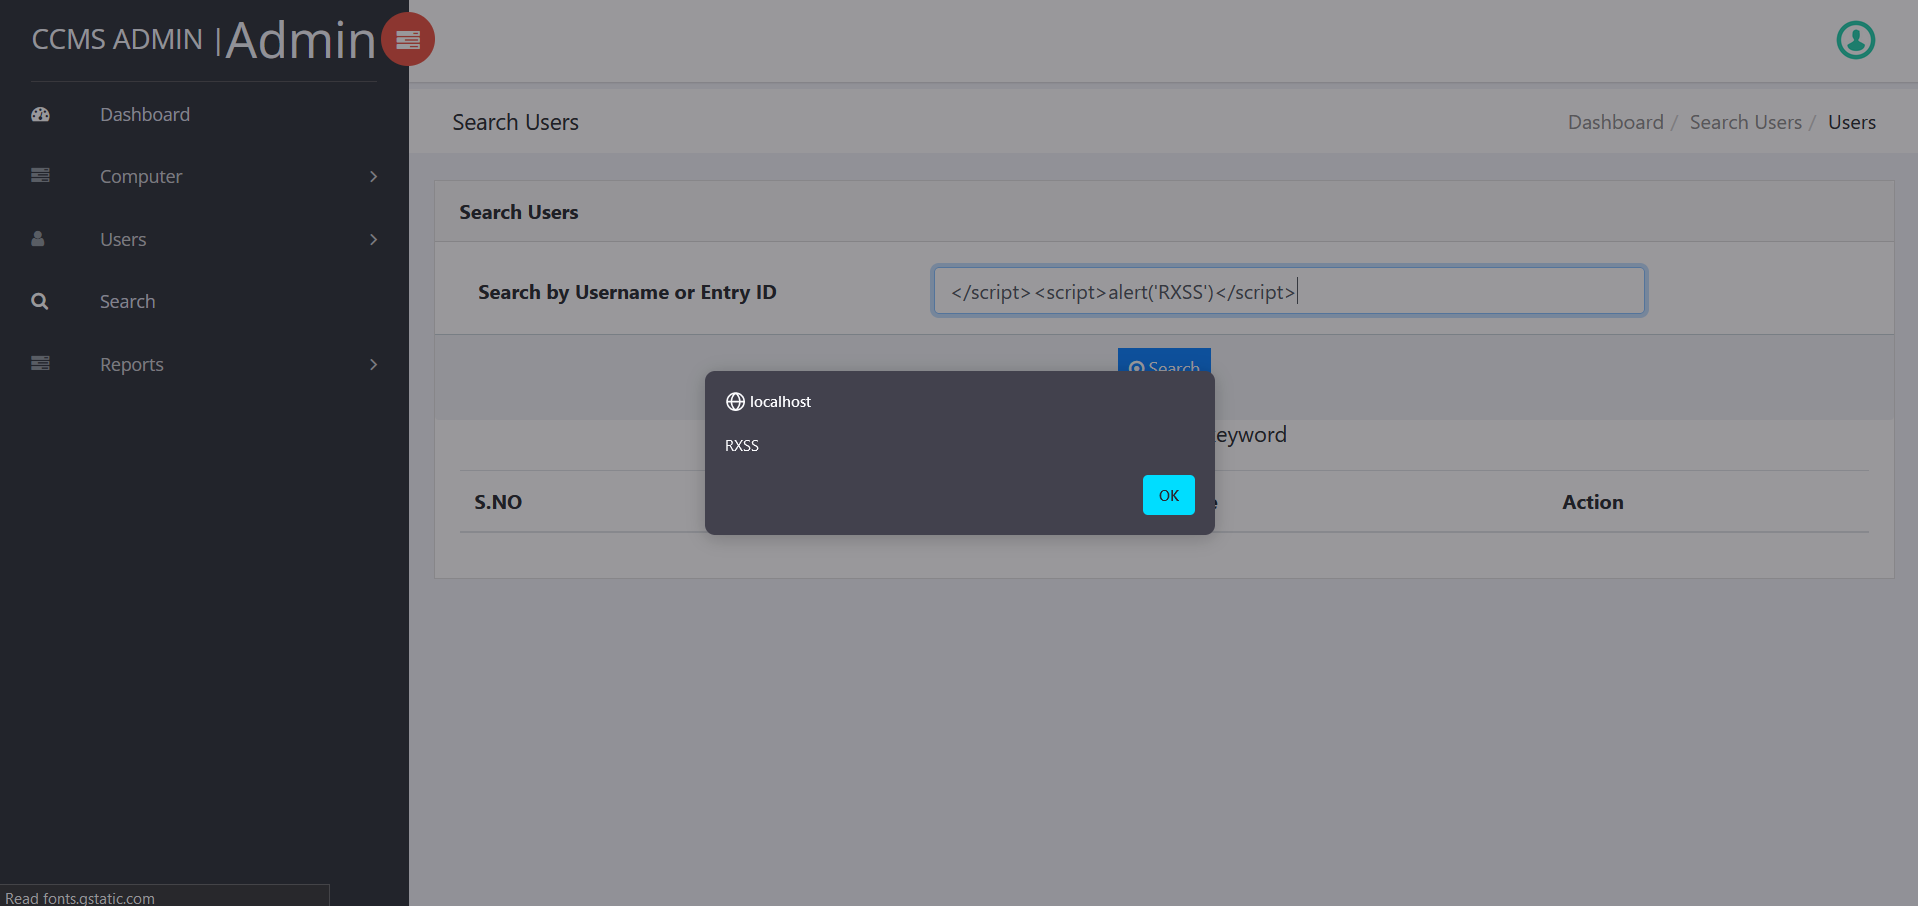 CCMS ADMIN |Admin
Dashboard
Computer
Users
Search
Reports
Search Users
Dashboard / Search Users / Users
Search Users
Search by Username or Entry ID
</script><script>alert('RXSS')</script>
Search
localhost
RXSS
OK
eyword
S.NO
Action
Read fonts.gstatic.com